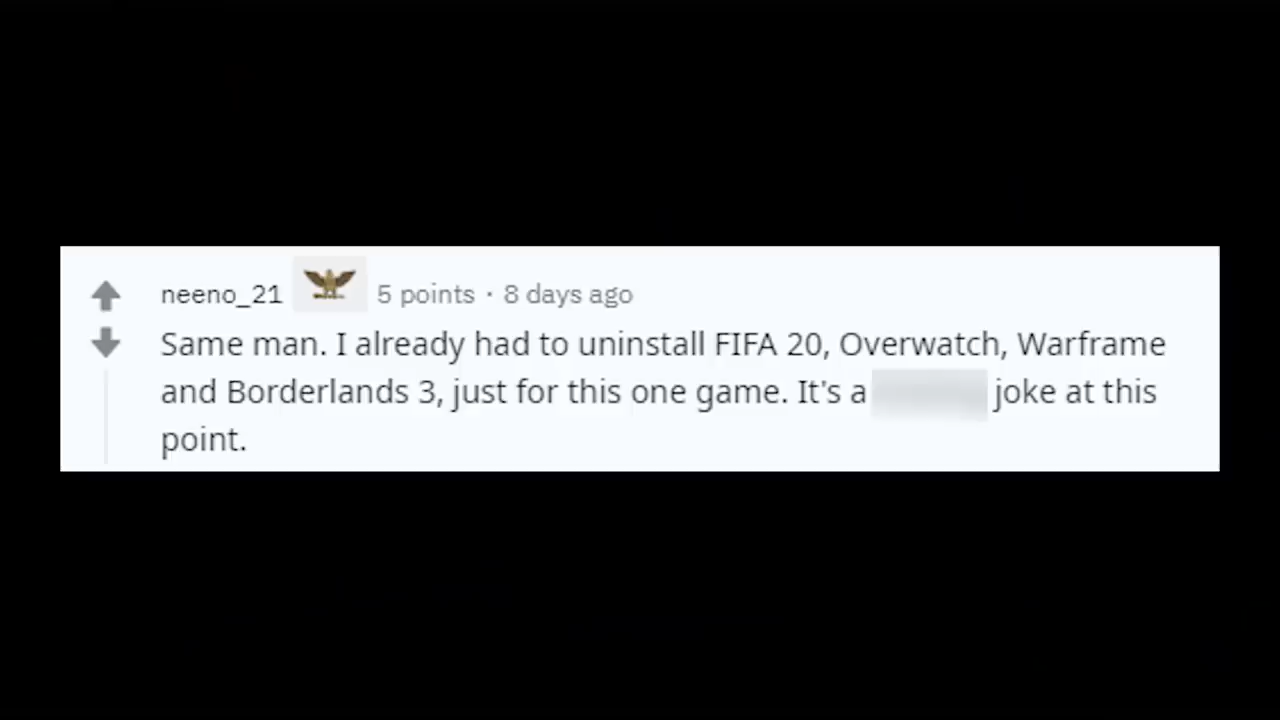 neeno_21 5 points · 8 days ago
Same man. I already had to uninstall FIFA 20, Overwatch, Warframe
and Borderlands 3, just for this one game. It's a joke at this
point.